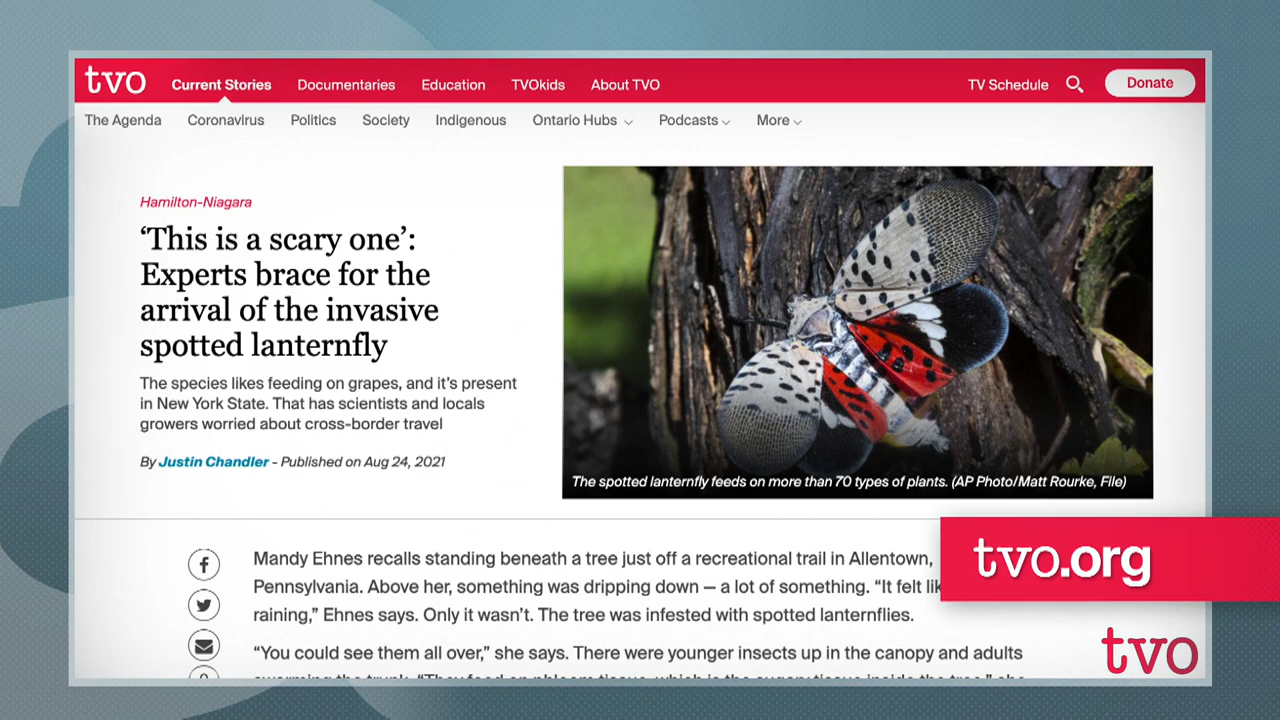 tvo
Current Stories Documentaries Education TVOkids About TVO TV Schedule Donate
The Agenda Coronavirus Politics Society Indigenous Ontario Hubs Podcasts More
Hamilton-Niagara
‘This is a scary one’:
Experts brace for the
arrival of the invasive
spotted lanternfly
The species likes feeding on grapes, and it’s present
in New York State. That has scientists and locals
growers worried about cross-border travel
By Justin Chandler - Published on Aug 24, 2021
The spotted lanternfly feeds on more than 70 types of plants. (AP Photo/Matt Rourke, File)
Mandy Ehnes recalls standing beneath a tree just off a recreational trail in Allentown,
Pennsylvania. Above her, something was dripping down — a lot of something. “It felt
raining,” Ehnes says. Only it wasn’t. The tree was infested with spotted lanternflies.
“You could see them all over,” she says. There were younger insects up in the canopy and adults
tvo.org
tvo